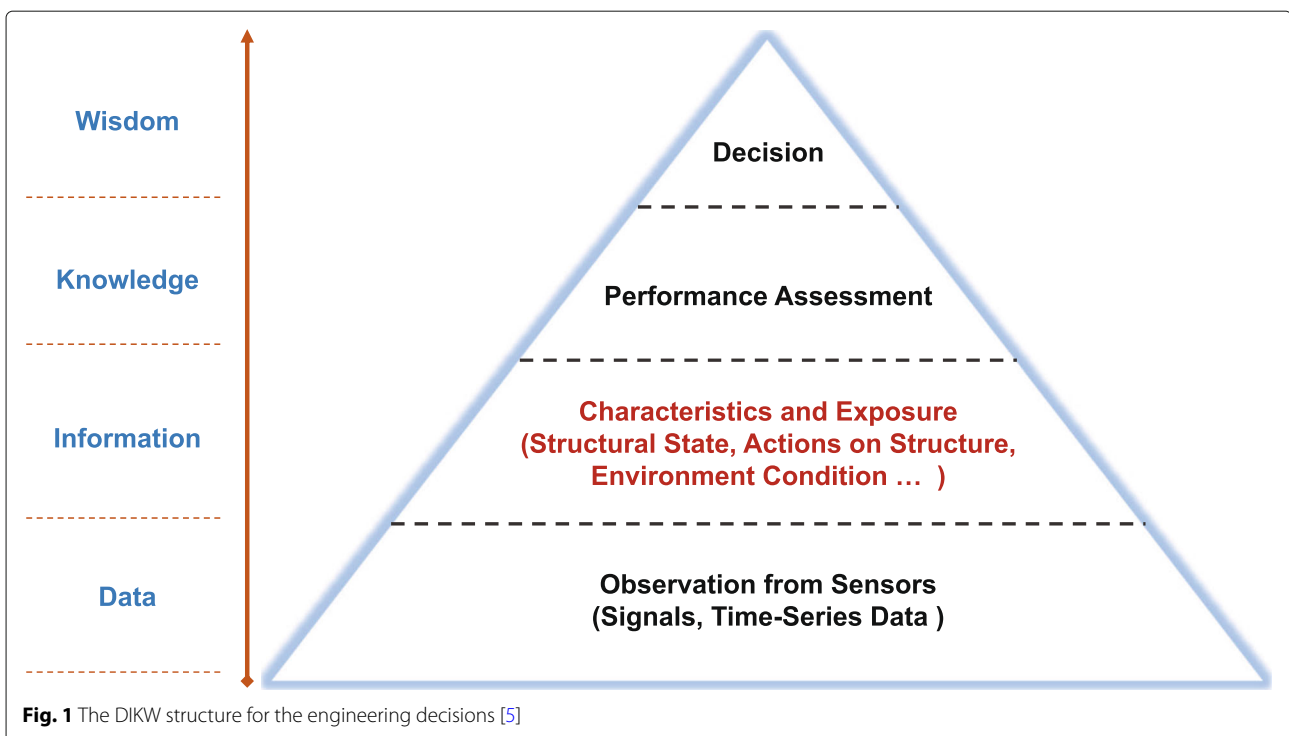 Wisdom
Decision
Knowledge
Performance Assessment
Information
Characteristics and Exposure
(Structural State, Actions on Structure,
Environment Condition …  )
Data
Observation from Sensors
(Signals, Time-Series Data )
Fig. 1 The DIKW structure for the engineering decisions [5]